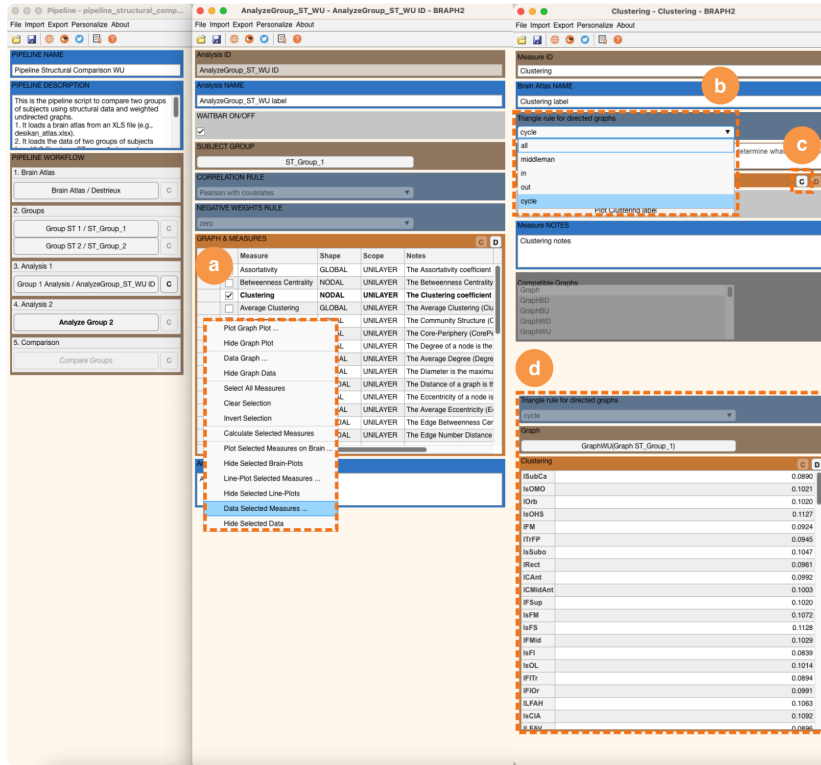 Pipeline - pipeline_structural_comp...
File Import Export Personalize About
PIPELINE NAME
Pipeline Structural Comparison WU
PIPELINE DESCRIPTION
This is the pipeline script to compare two groups
of subjects using structural data and weighted
undirected graphs.
1. It loads a brain atlas from an XLS file (e.g.,
desikan_atlas.xlsx).
2. It loads the data of two groups of subjects
PIPELINE WORKFLOW
1. Brain Atlas
Brain Atlas / Destrieux
C
2. Groups
Group ST 1 / ST_Group_1
C
Group ST 2 / ST_Group_2
C
3. Analysis 1
Group 1 Analysis / AnalyzeGroup_ST_WU ID
C
4. Analysis 2
Analyze Group 2
C
5. Comparison
Compare Groups
C
AnalyzeGroup_ST_WU - AnalyzeGroup_ST_WU ID - BRAPH2
File Import Export Personalize About
Analysis ID
AnalyzeGroup_ST_WU ID
Analysis NAME
AnalyzeGroup_ST_WU label
WAITBAR ON/OFF
SUBJECT GROUP
ST_Group_1
CORRELATION RULE
Pearson with covariates
NEGATIVE WEIGHTS RULE
zero
GRAPH & MEASURES
C D
a
Measure Shape Scope Notes
Assortativity GLOBAL UNILAYER The Assortativity coefficient
Betweenness Centrality NODAL UNILAYER The Betweenness Centrality
Clustering NODAL UNILAYER The Clustering coefficient
Average Clustering GLOBAL UNILAYER The Average Clustering (Clu
UNILAYER The Community Structure (C
UNILAYER The Core-Periphery (CorePe
UNILAYER The Degree of a node is the
UNILAYER The Average Degree (Degre
UNILAYER The Diameter is the maximu
UNILAYER The Distance of a graph is th
UNILAYER The Eccentricity of a node is
UNILAYER The Average Eccentricity (Ec
UNILAYER The Edge Betweenness Cer
UNILAYER The Edge Number Distance
Plot Graph Plot ...
Hide Graph Plot
Data Graph ...
Hide Graph Data
Select All Measures
Clear Selection
Invert Selection
Calculate Selected Measures
Plot Selected Measures on Brain ...
Hide Selected Brain-Plots
Line-Plot Selected Measures ...
Hide Selected Line-Plots
Data Selected Measures ...
Hide Selected Data
Clustering - Clustering - BRAPH2
File Import Export Personalize About
Measure ID
Clustering
b
Brain Atlas NAME
Clustering label
Triangle rule for directed graphs
cycle
all
middleman
in
out
cycle
etermine what
c
C D
Plot Clustering label
Measure NOTES
Clustering notes
Compatible Graphs
Graph
GraphBD
GraphBU
GraphWD
GraphWU
d
Triangle rule for directed graphs
cycle
Graph
GraphWU(Graph ST_Group_1)
Clustering
C D
lSubCa 0.0890
lsOMO 0.1021
lOrb 0.1020
lsOHS 0.1127
lFM 0.0924
lTrFP 0.0945
lsSubo 0.1047
lRect 0.0961
lCAnt 0.0992
lCMidAnt 0.1003
lFSup 0.1020
lsFM 0.1072
lsFS 0.1128
lFMid 0.1029
lsFI 0.0839
lsOL 0.1014
lFITr 0.0894
lFIOr 0.0991
lLFAH 0.1063
lsCIA 0.1092
lLFAV 0.0896